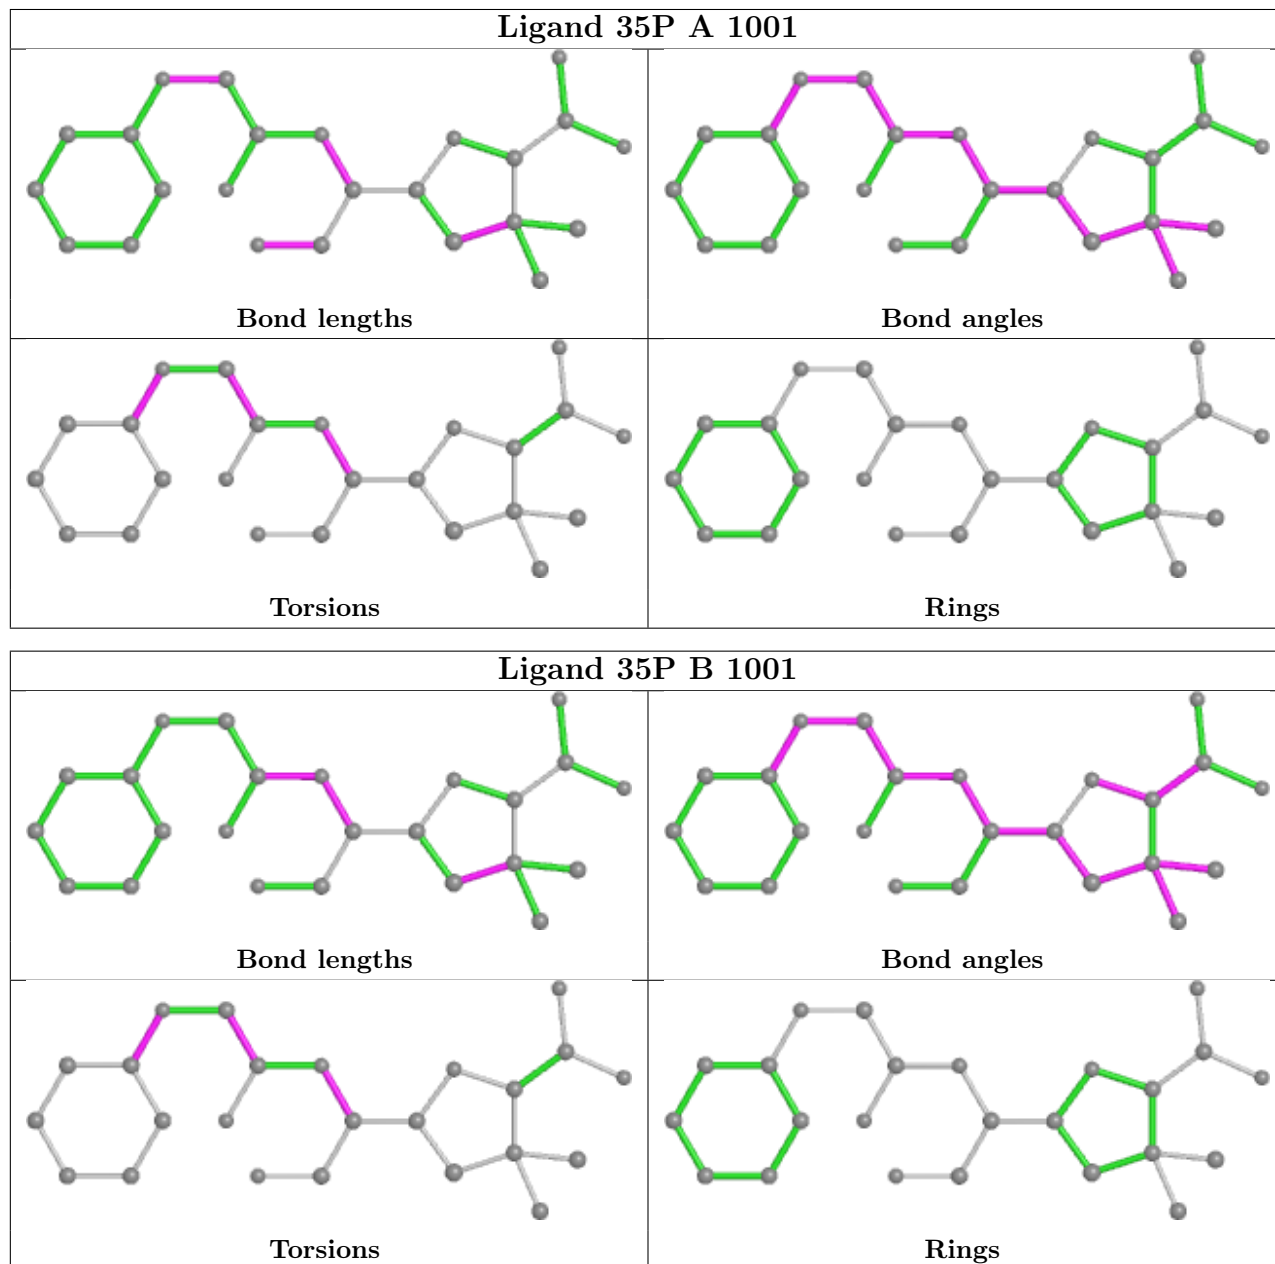 Ligand 35P A 1001
Bond lengths
Bond angles
Torsions
Rings
Ligand 35P B 1001
Bond lengths
Bond angles
Torsions
Rings